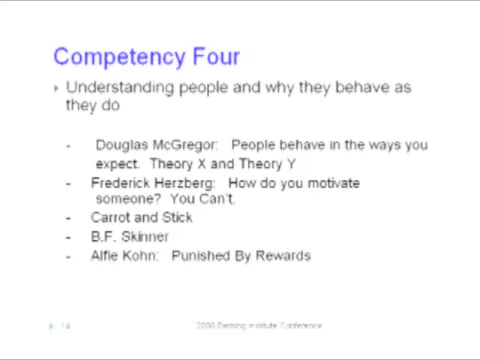 Competency Four
Understanding people and why they behave as
they do
- Douglas McGregor: People behave in the ways you
expect. Theory X and Theory Y
- Frederick Herzberg: How do you motivate
someone? You Can't.
- Carrot and Stick
- B.F. Skinner
- Alfie Kohn: Punished By Rewards
Deming Institute Conference